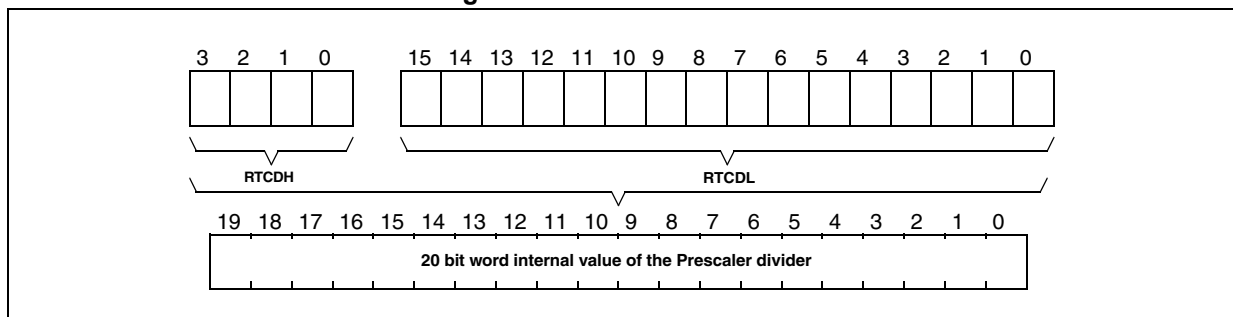 3 2 1 0 15 14 13 12 11 10 9 8 7 6 5 4 3 2 1 0
RTCDH RTCDL
19 18 17 16 15 14 13 12 11 10 9 8 7 6 5 4 3 2 1 0
20 bit word internal value of the Prescaler divider